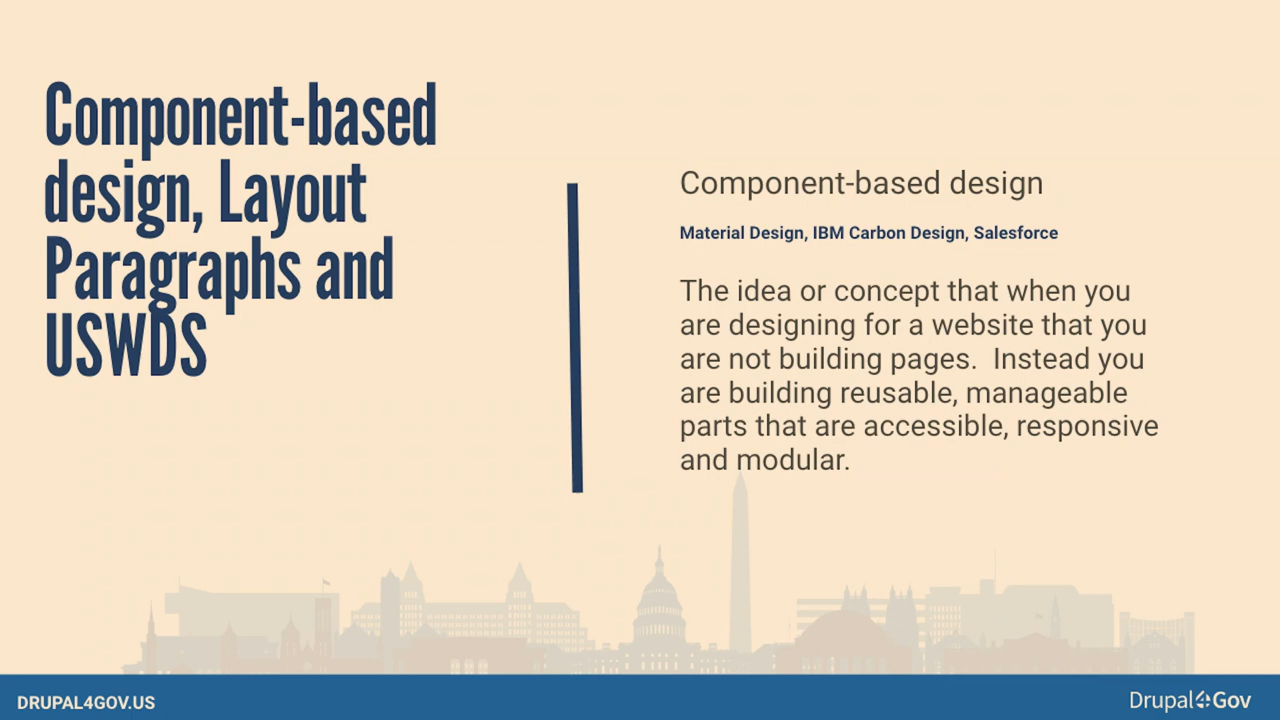 Component-based
design, Layout
Paragraphs and
USWDS
Component-based design
Material Design, IBM Carbon Design, Salesforce
The idea or concept that when you
are designing for a website that you
are not building pages.  Instead you
are building reusable, manageable
parts that are accessible, responsive
and modular.
DRUPAL4GOV.US
Drupal4Gov